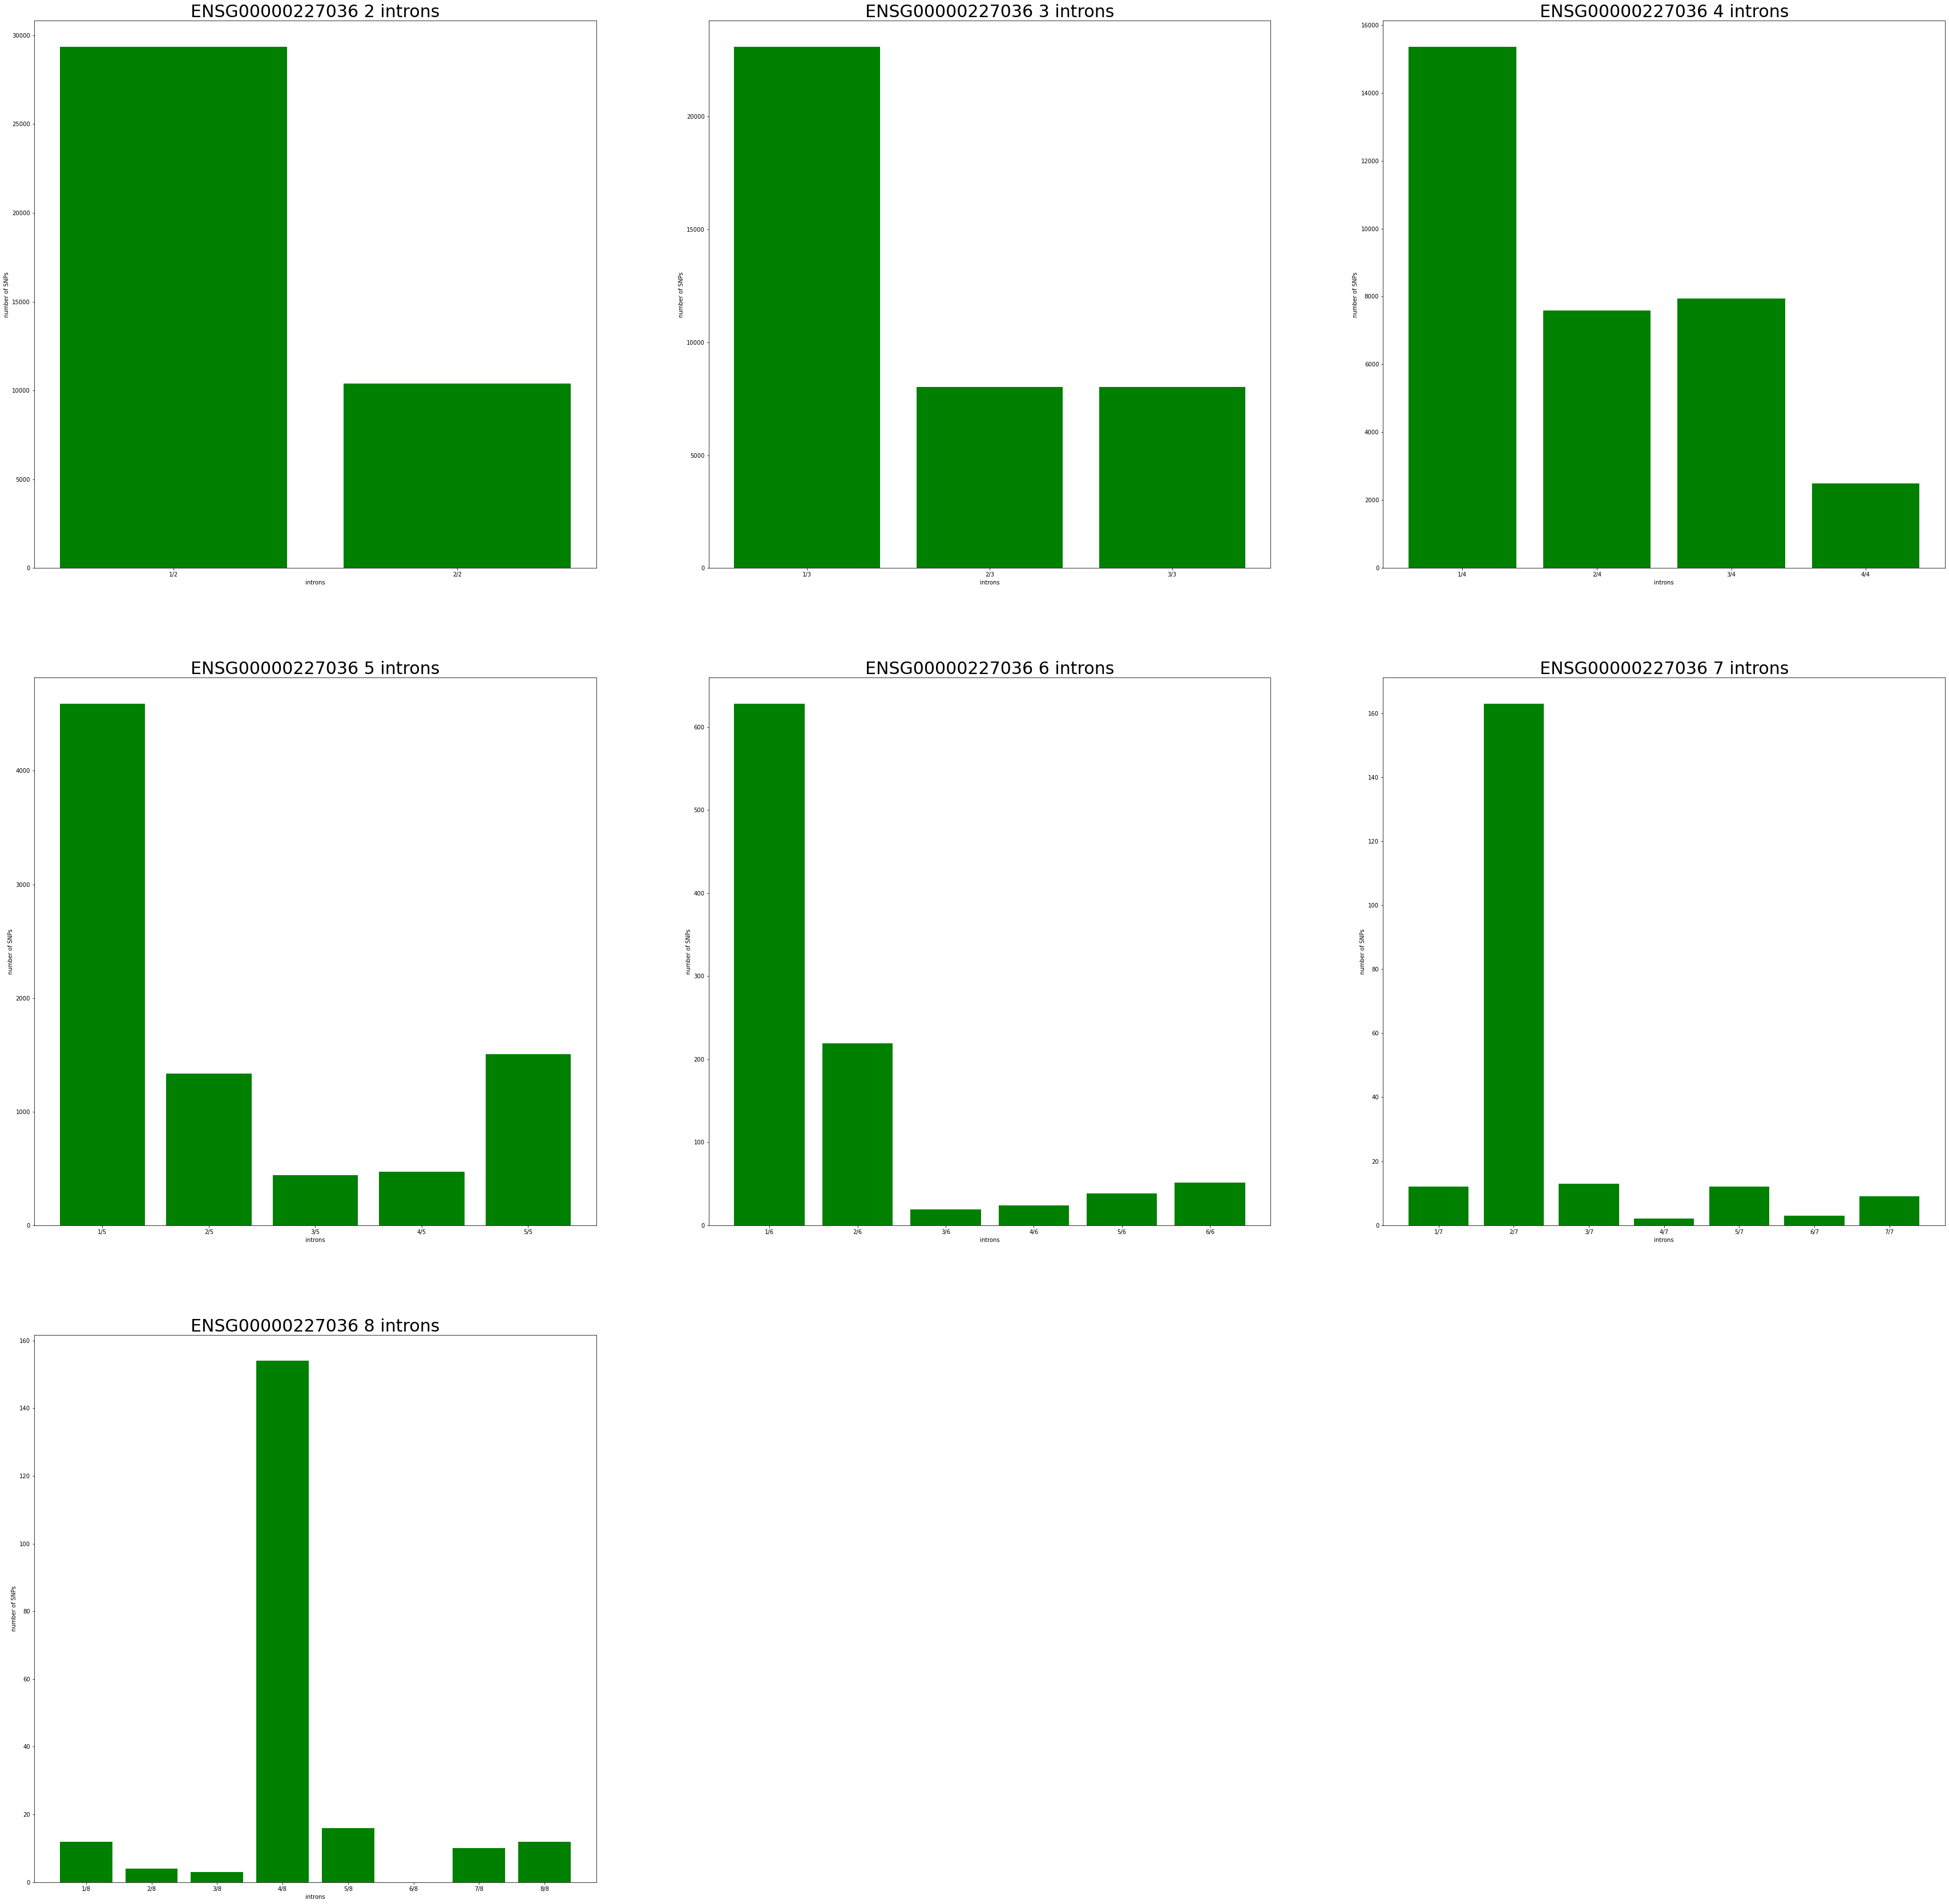 ENSG00000227036 2 introns
30000
25000
20000
15000
10000
5000
0
number of SNPs
1/2 2/2
introns
ENSG00000227036 3 introns
20000
15000
10000
5000
0
number of SNPs
1/3 2/3 3/3
introns
ENSG00000227036 4 introns
16000
14000
12000
10000
8000
6000
4000
2000
0
number of SNPs
1/4 2/4 3/4 4/4
introns
ENSG00000227036 5 introns
4000
3000
2000
1000
0
number of SNPs
1/5 2/5 3/5 4/5 5/5
introns
ENSG00000227036 6 introns
600
500
400
300
200
100
0
number of SNPs
1/6 2/6 3/6 4/6 5/6 6/6
introns
ENSG00000227036 7 introns
160
140
120
100
80
60
40
20
0
number of SNPs
1/7 2/7 3/7 4/7 5/7 6/7 7/7
introns
ENSG00000227036 8 introns
160
140
120
100
80
60
40
20
0
number of SNPs
1/8 2/8 3/8 4/8 5/8 6/8 7/8 8/8
introns